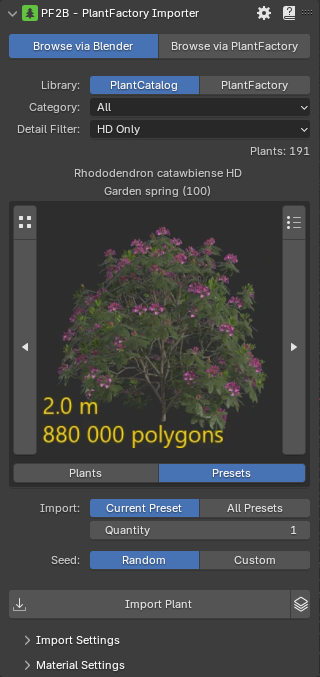 PF2B - PlantFactory Importer
Browse via Blender Browse via PlantFactory
Library: PlantCatalog PlantFactory
Category: All
Detail Filter: HD Only
Plants: 191
Rhododendron catawbiense HD
Garden spring (100)
2.0 m
880 000 polygons
Plants Presets
Import: Current Preset All Presets
Quantity 1
Seed: Random Custom
Import Plant
Import Settings
Material Settings